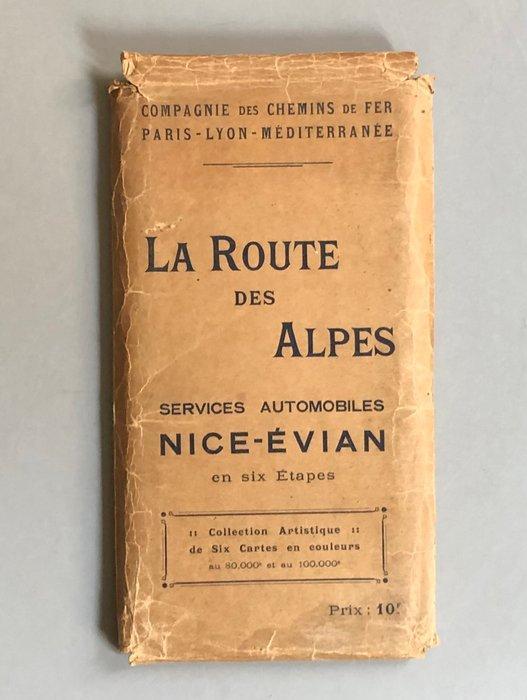 COMPAGNIE DES CHEMINS DE FER
PARIS-LYON-MÉDITERRANÉE
LA ROUTE
DES
ALPES
SERVICES AUTOMOBILES
NICE-ÉVIAN
en six Étapes
:: Collection Artistique ::
de Six Cartes en couleurs
au 80.000e et au 100.000e
Prix : 10f